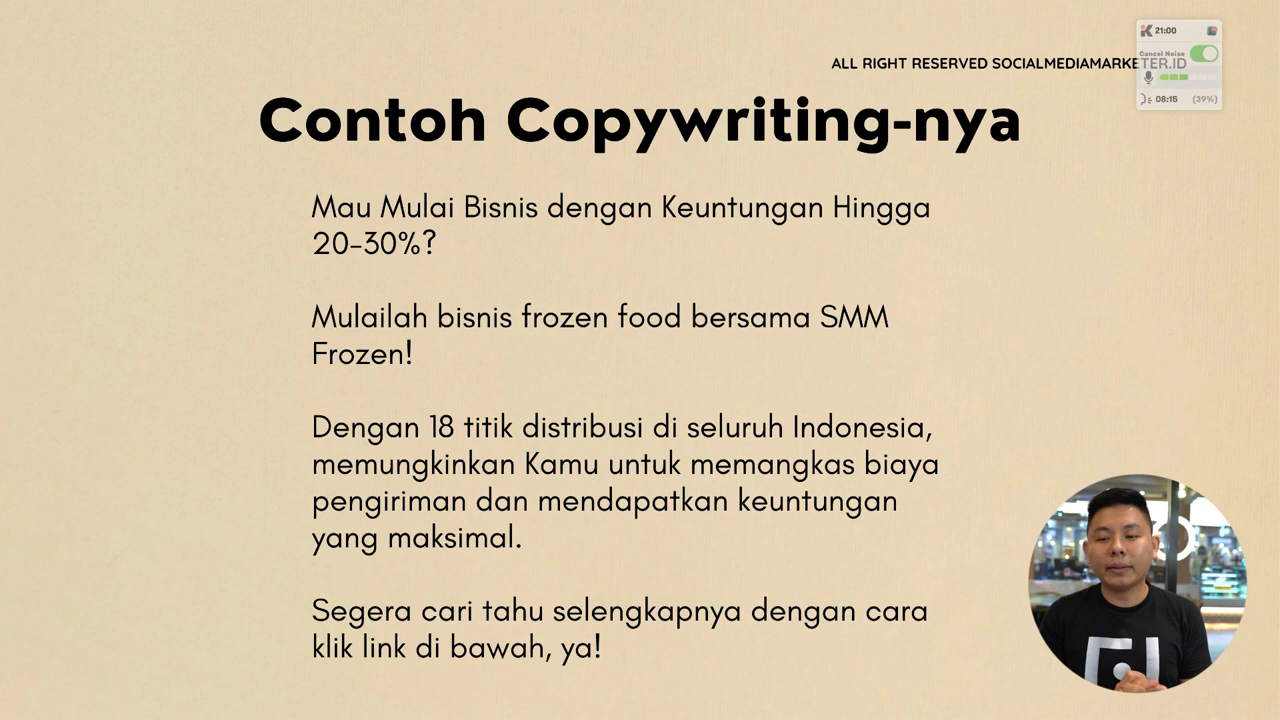 21:00
Cancel Noise
ALL RIGHT RESERVED SOCIALMEDIAMARKETER.ID
08:15 (39%)
Contoh Copywriting-nya
Mau Mulai Bisnis dengan Keuntungan Hingga
20-30%?
Mulailah bisnis frozen food bersama SMM
Frozen!
Dengan 18 titik distribusi di seluruh Indonesia,
memungkinkan Kamu untuk memangkas biaya
pengiriman dan mendapatkan keuntungan
yang maksimal.
Segera cari tahu selengkapnya dengan cara
klik link di bawah, ya!